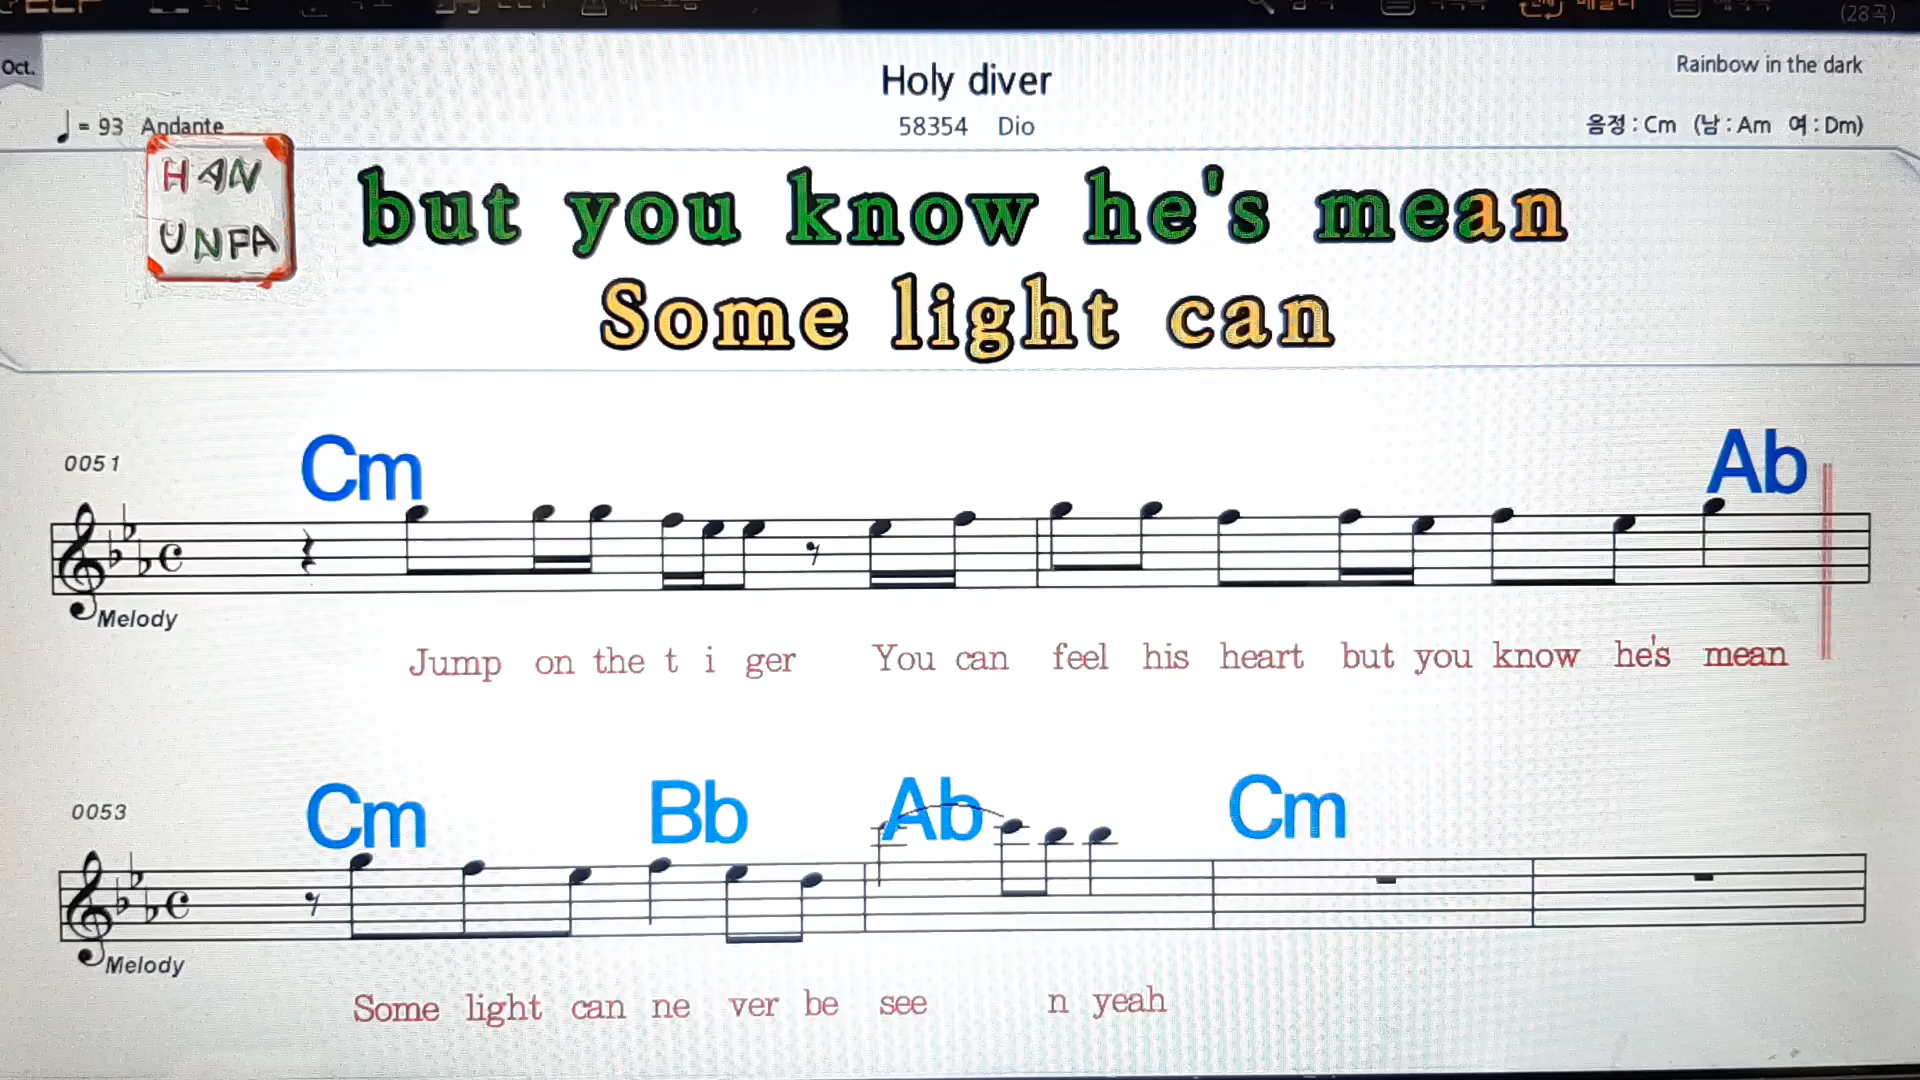 (28곡)
Oct.
Holy diver
Rainbow in the dark
= 93 Andante
58354 Dio
음정 : Cm (남 : Am 여 : Dm)
HAN
UNFA
but you know he's mean
Some light can
0051
Cm
Ab
Melody
Jump on the t i ger You can feel his heart but you know he's mean
0053
Cm Bb Ab Cm
Melody
Some light can ne ver be see n yeah